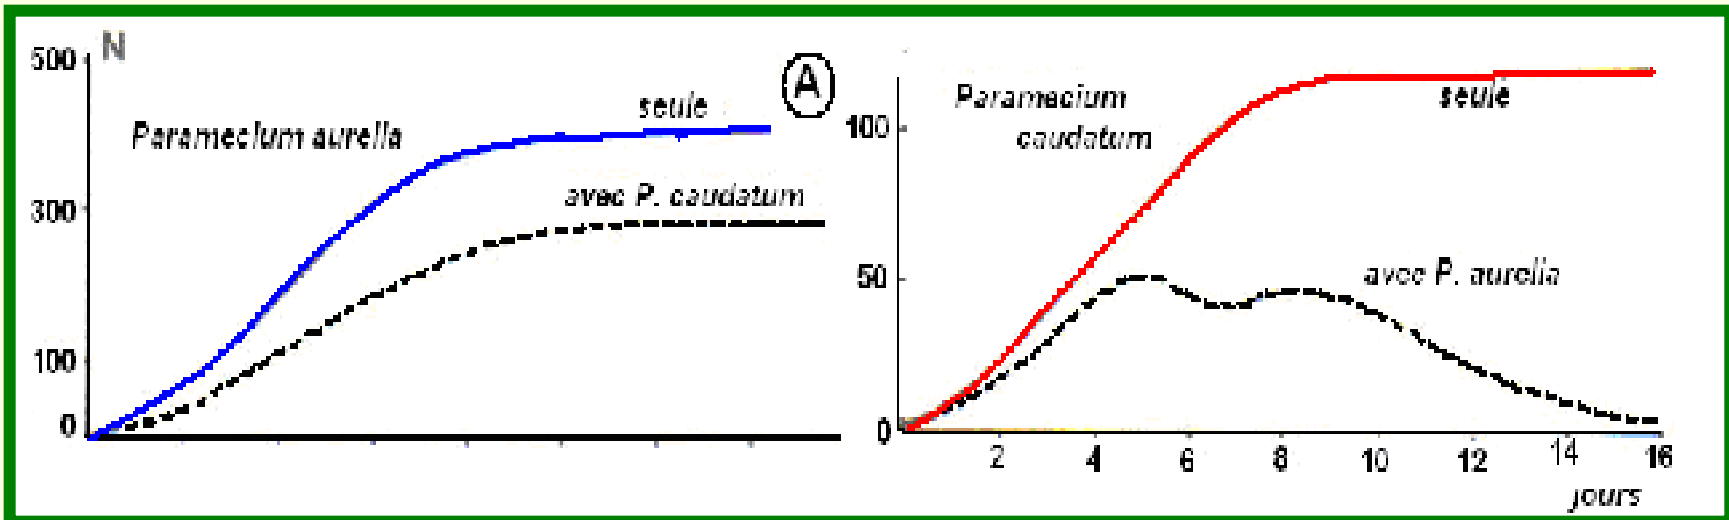 N
500
300
100
0
Paramecium aurelia
seule
avec P. caudatum
A
100
50
0
Paramecium
caudatum
seule
avec P. aurelia
2 4 6 8 10 12 14 16
jours